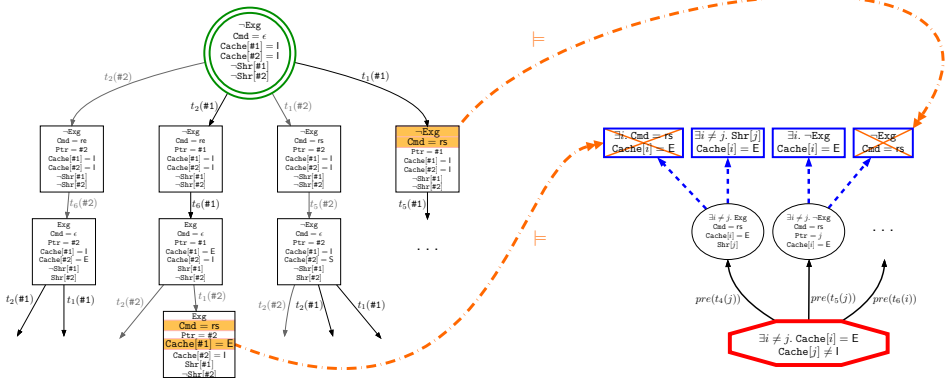 ¬Exg
Cmd = ϵ
Cache[#1] = I
Cache[#2] = I
¬Shr[#1]
¬Shr[#2]
t₂(#2)
t₂(#1)
t₁(#2)
t₁(#1)
¬Exg
Cmd = re
Ptr = #2
Cache[#1] = I
Cache[#2] = I
¬Shr[#1]
¬Shr[#2]
¬Exg
Cmd = re
Ptr = #1
Cache[#1] = I
Cache[#2] = I
¬Shr[#1]
¬Shr[#2]
¬Exg
Cmd = rs
Ptr = #2
Cache[#1] = I
Cache[#2] = I
¬Shr[#1]
¬Shr[#2]
¬Exg
Cmd = rs
Ptr = #1
Cache[#1] = I
Cache[#2] = I
¬Shr[#1]
¬Shr[#2]
t₆(#2)
t₆(#1)
t₅(#2)
t₅(#1)
Exg
Cmd = ϵ
Ptr = #2
Cache[#1] = I
Cache[#2] = E
¬Shr[#1]
Shr[#2]
Exg
Cmd = ϵ
Ptr = #1
Cache[#1] = E
Cache[#2] = I
Shr[#1]
¬Shr[#2]
¬Exg
Cmd = ϵ
Ptr = #2
Cache[#1] = I
Cache[#2] = S
¬Shr[#1]
Shr[#2]
. . .
t₂(#1)
t₁(#1)
t₂(#2)
t₁(#2)
t₂(#2)
t₂(#1)
t₁(#1)
Exg
Cmd = rs
Ptr = #2
Cache[#1] = E
Cache[#2] = I
Shr[#1]
¬Shr[#2]
⊨
⊨
∃i. Cmd = rs
Cache[i] = E
∃i ≠ j. Shr[j]
Cache[i] = E
∃i. ¬Exg
Cache[i] = E
¬Exg
Cmd = rs
∃i ≠ j. Exg
Cmd = rs
Cache[i] = E
Shr[j]
∃i ≠ j. ¬Exg
Cmd = rs
Ptr = j
Cache[i] = E
. . .
pre(t₄(j))
pre(t₅(j))
pre(t₆(i))
∃i ≠ j. Cache[i] = E
Cache[j] ≠ I